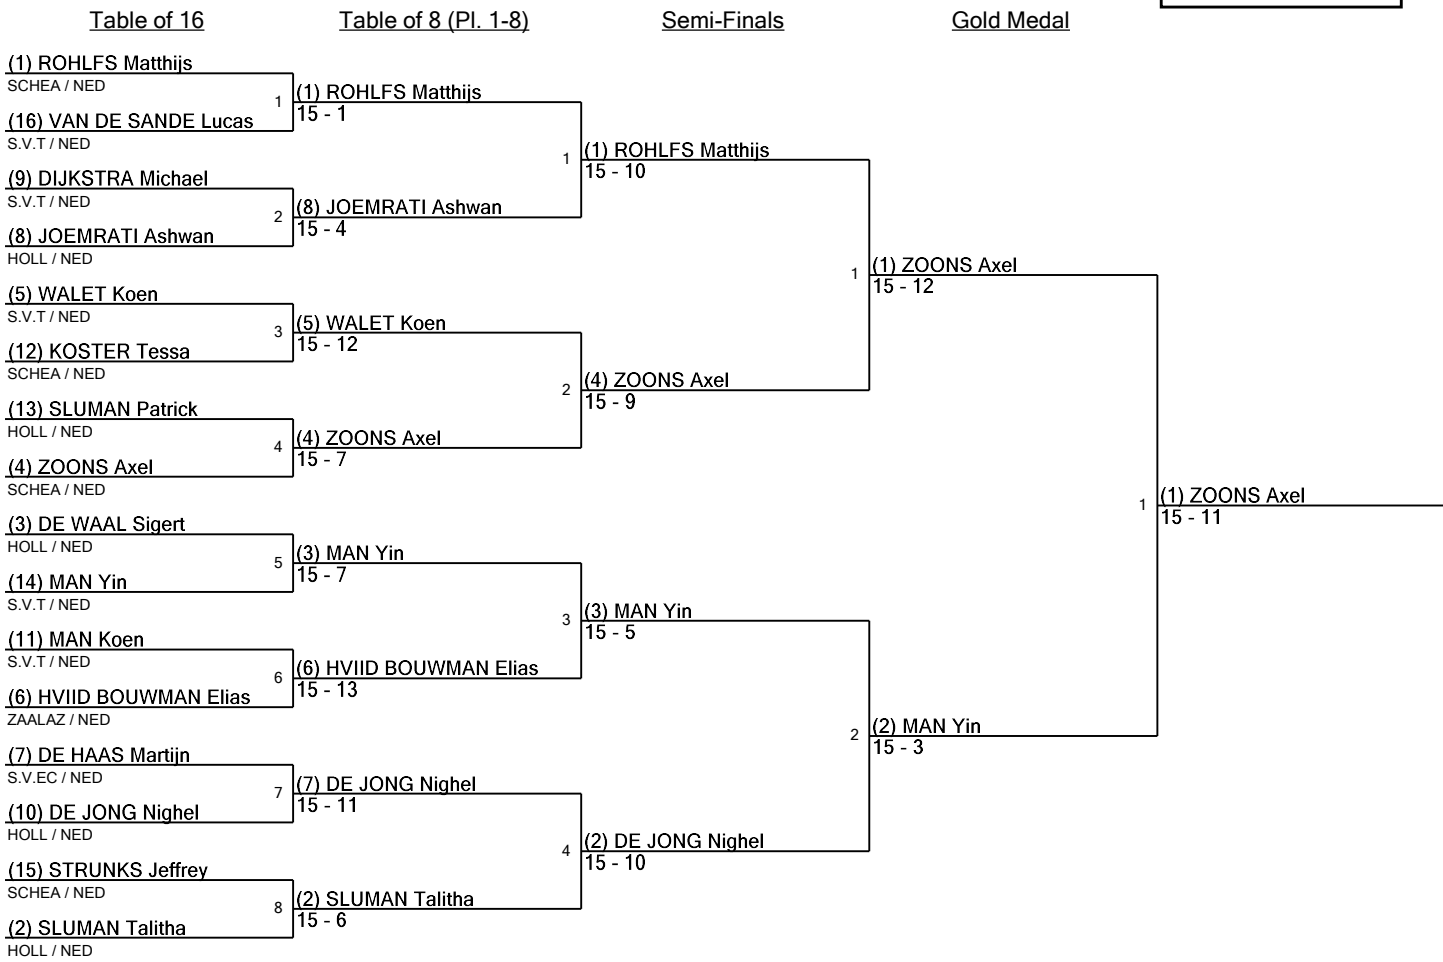 Table of 16
Table of 8 (Pl. 1-8)
Semi-Finals
Gold Medal
(1) ROHLFS Matthijs
SCHEA / NED
1
(16) VAN DE SANDE Lucas
S.V.T / NED
(9) DIJKSTRA Michael
S.V.T / NED
2
(8) JOEMRATI Ashwan
HOLL / NED
(5) WALET Koen
S.V.T / NED
3
(12) KOSTER Tessa
SCHEA / NED
(13) SLUMAN Patrick
HOLL / NED
4
(4) ZOONS Axel
SCHEA / NED
(3) DE WAAL Sigert
HOLL / NED
5
(14) MAN Yin
S.V.T / NED
(11) MAN Koen
S.V.T / NED
6
(6) HVIID BOUWMAN Elias
ZAALAZ / NED
(7) DE HAAS Martijn
S.V.EC / NED
7
(10) DE JONG Nighel
HOLL / NED
(15) STRUNKS Jeffrey
SCHEA / NED
8
(2) SLUMAN Talitha
HOLL / NED
(1) ROHLFS Matthijs
15 - 1
1
(8) JOEMRATI Ashwan
15 - 4
(5) WALET Koen
15 - 12
2
(4) ZOONS Axel
15 - 7
(3) MAN Yin
15 - 7
3
(6) HVIID BOUWMAN Elias
15 - 13
(7) DE JONG Nighel
15 - 11
4
(2) SLUMAN Talitha
15 - 6
(1) ROHLFS Matthijs
15 - 10
1
(4) ZOONS Axel
15 - 9
(3) MAN Yin
15 - 5
2
(2) DE JONG Nighel
15 - 10
(1) ZOONS Axel
15 - 12
1
(2) MAN Yin
15 - 3
(1) ZOONS Axel
15 - 11